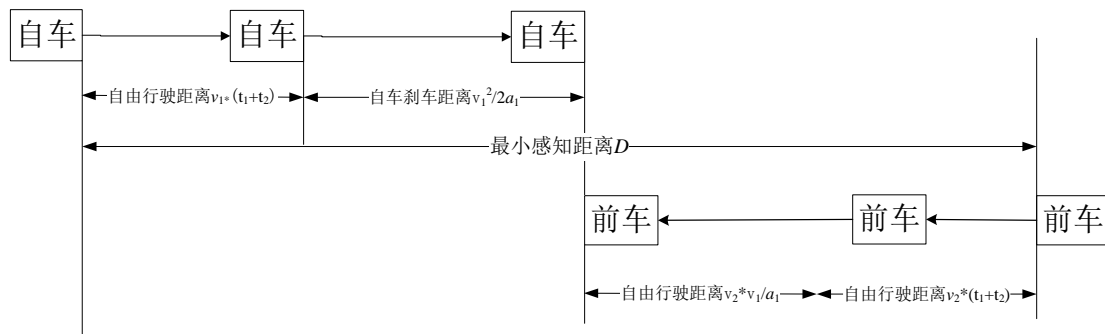 自车 自车 自车
自由行驶距离v₁*(t₁+t₂) 自车刹车距离v₁²/2a₁
最小感知距离D
前车 前车 前车
自由行驶距离v₂*v₁/a₁ 自由行驶距离v₂*(t₁+t₂)